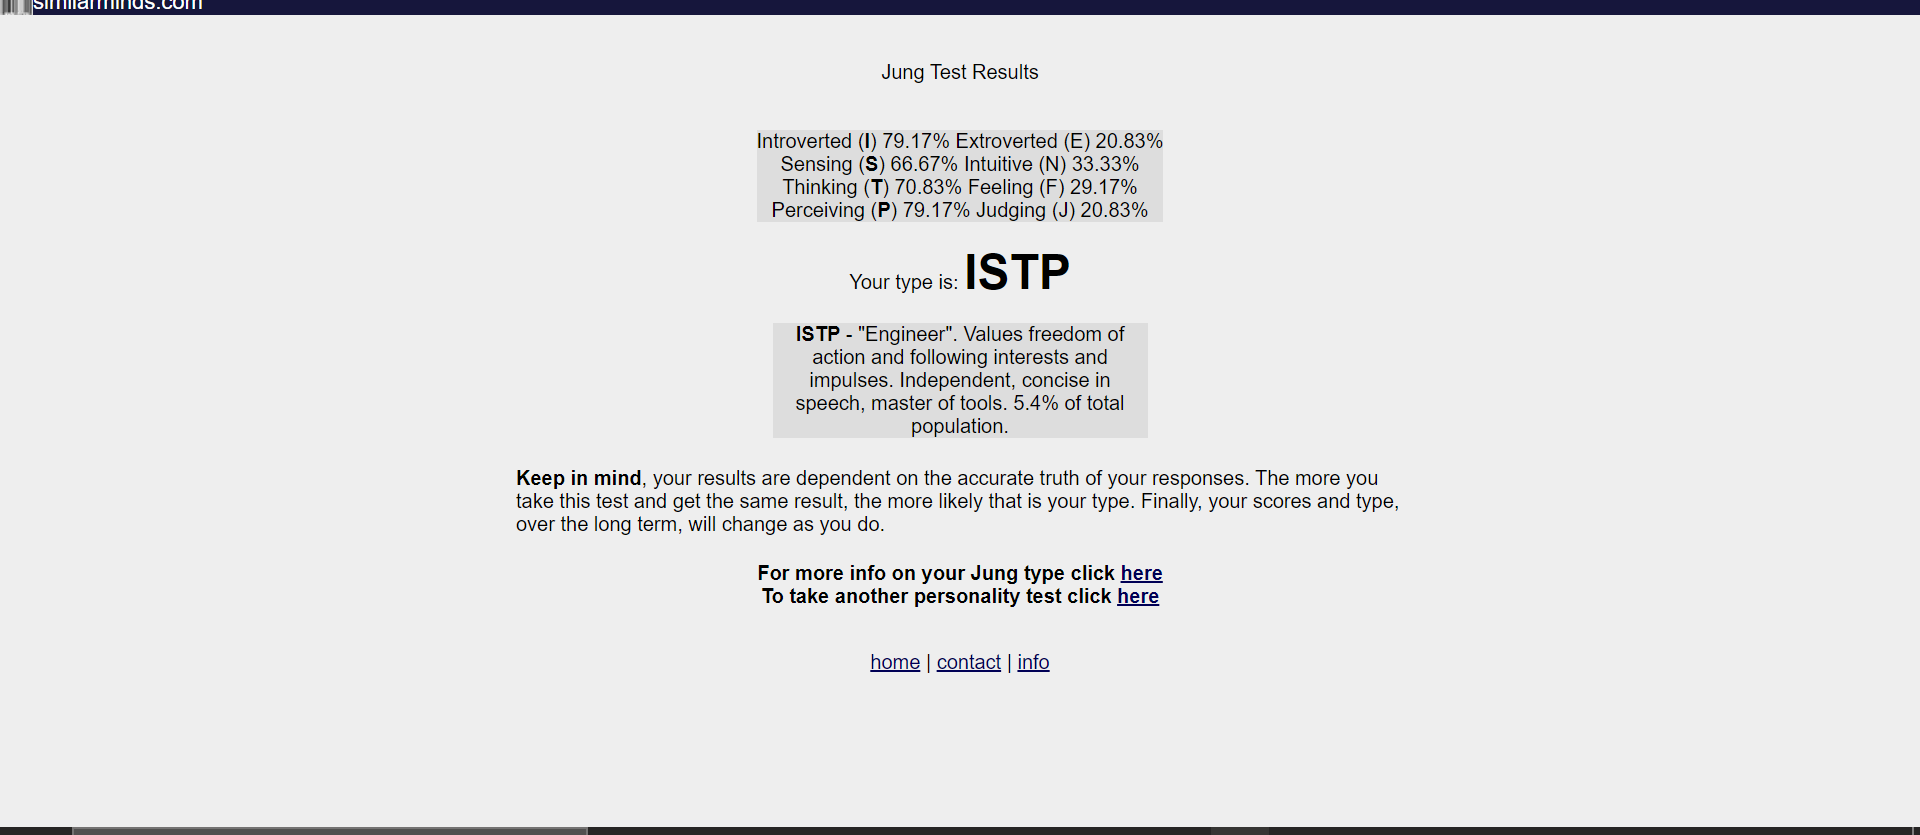 similarminds.com
Jung Test Results
Introverted (I) 79.17% Extroverted (E) 20.83%
Sensing (S) 66.67% Intuitive (N) 33.33%
Thinking (T) 70.83% Feeling (F) 29.17%
Perceiving (P) 79.17% Judging (J) 20.83%
Your type is: ISTP
ISTP - "Engineer". Values freedom of
action and following interests and
impulses. Independent, concise in
speech, master of tools. 5.4% of total
population.
Keep in mind, your results are dependent on the accurate truth of your responses. The more you
take this test and get the same result, the more likely that is your type. Finally, your scores and type,
over the long term, will change as you do.
For more info on your Jung type click here
To take another personality test click here
home | contact | info